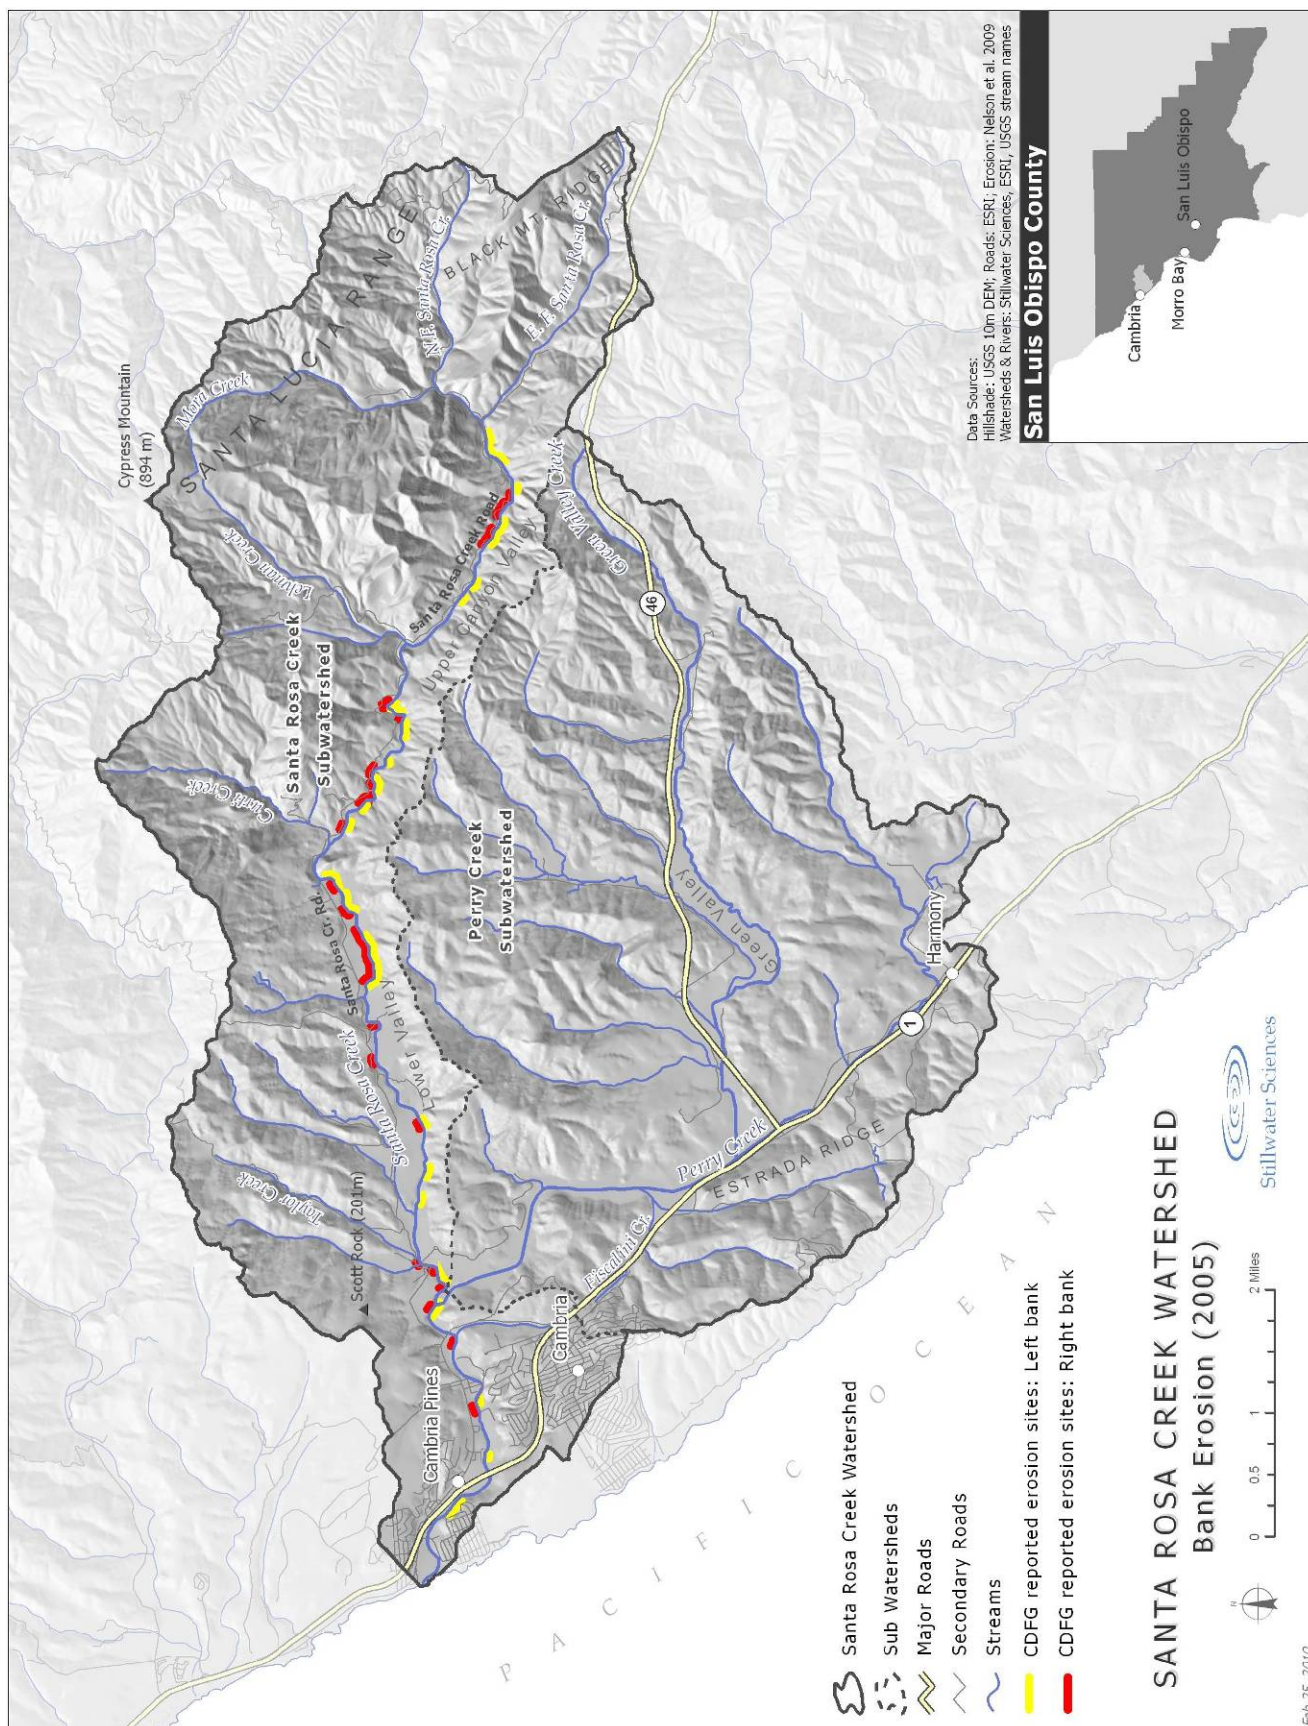 Cypress Mountain
(894 m)
SANTA LUCIA RANGE
Mora Creek
N.F. Santa Rosa Cr.
BLACK MT. RIDGE
E. F. Santa Rosa Cr.
Lehman Creek
Santa Rosa Creek
Subwatershed
Santa Rosa Creek Road
Upper Canyon Valley
Green Valley Creek
46
Curti Creek
Santa Rosa Cr. Rd.
Perry Creek
Subwatershed
Green Valley
Santa Rosa Creek
Lower Valley
Taylor Creek
Scott Rock (201m)
Harmony
1
Perry Creek
ESTRADA RIDGE
Fiscalini Cr.
Cambria
Cambria Pines
PACIFIC OCEAN
Data Sources:
Hillshade: USGS 10m DEM; Roads: ESRI; Erosion: Nelson et al. 2009
Watersheds & Rivers: Stillwater Sciences, ESRI, USGS stream names
San Luis Obispo County
Cambria
Morro Bay
San Luis Obispo
Santa Rosa Creek Watershed
Sub Watersheds
Major Roads
Secondary Roads
Streams
CDFG reported erosion sites: Left bank
CDFG reported erosion sites: Right bank
SANTA ROSA CREEK WATERSHED
Bank Erosion (2005)
Stillwater Sciences
N
0 0.5 1 2 Miles
Feb 25, 2010